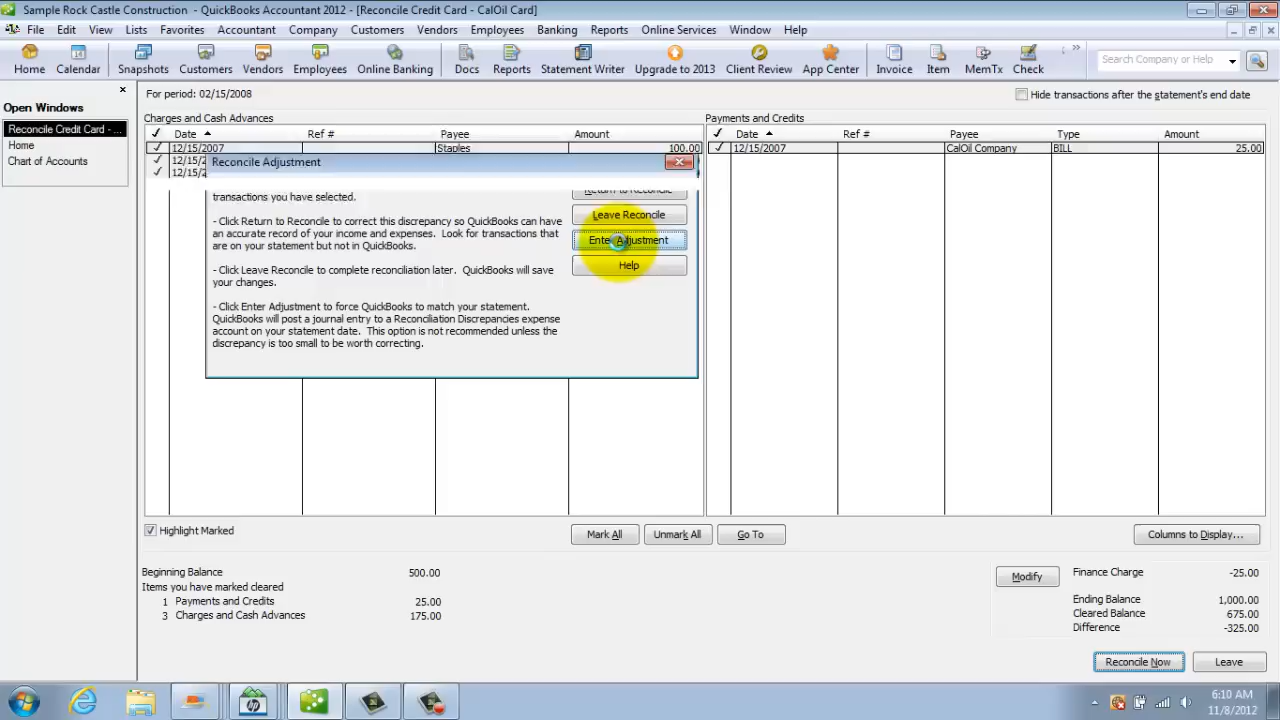 Sample Rock Castle Construction - QuickBooks Accountant 2012 - [Reconcile Credit Card - CalOil Card]
File Edit View Lists Favorites Accountant Company Customers Vendors Employees Banking Reports Online Services Window Help
Home Calendar Snapshots Customers Vendors Employees Online Banking Docs Reports Statement Writer Upgrade to 2013 Client Review App Center Invoice Item MemTx Check
Search Company or Help
Open Windows
Reconcile Credit Card - ...
Home
Chart of Accounts
For period: 02/15/2008
Hide transactions after the statement's end date
Charges and Cash Advances
Date Ref # Payee Amount
12/15/2007 Staples 100.00
12/15/2
12/15/2
Payments and Credits
Date Ref # Payee Type Amount
12/15/2007 CalOil Company BILL 25.00
Reconcile Adjustment
transactions you have selected.
- Click Return to Reconcile to correct this discrepancy so QuickBooks can have
an accurate record of your income and expenses. Look for transactions that
are on your statement but not in QuickBooks.
- Click Leave Reconcile to complete reconciliation later. QuickBooks will save
your changes.
- Click Enter Adjustment to force QuickBooks to match your statement.
QuickBooks will post a journal entry to a Reconciliation Discrepancies expense
account on your statement date. This option is not recommended unless the
discrepancy is too small to be worth correcting.
Return to Reconcile
Leave Reconcile
Enter Adjustment
Help
Highlight Marked
Mark All Unmark All Go To
Columns to Display...
Beginning Balance 500.00
Items you have marked cleared
1 Payments and Credits 25.00
3 Charges and Cash Advances 175.00
Modify
Finance Charge -25.00
Ending Balance 1,000.00
Cleared Balance 675.00
Difference -325.00
Reconcile Now Leave
6:10 AM
11/8/2012